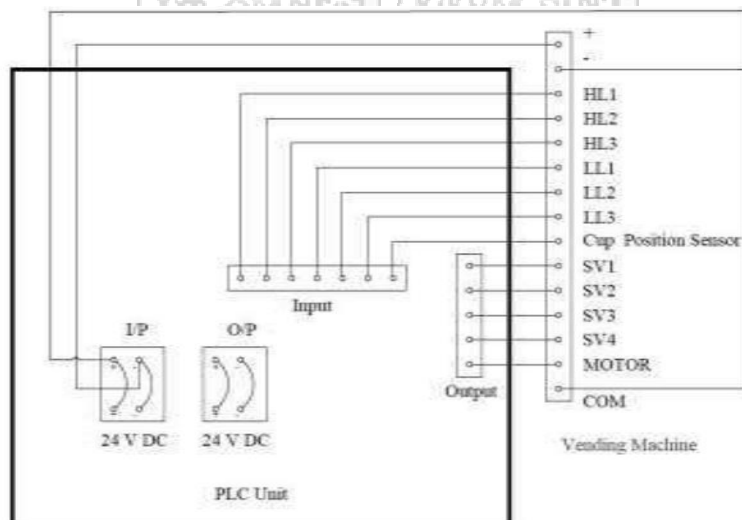 +
-
HL1
HL2
HL3
LL1
LL2
LL3
Cup Position Sensor
SV1
SV2
SV3
SV4
MOTOR
COM
Input
I/P
O/P
Output
24 V DC
24 V DC
Vending Machine
PLC Unit